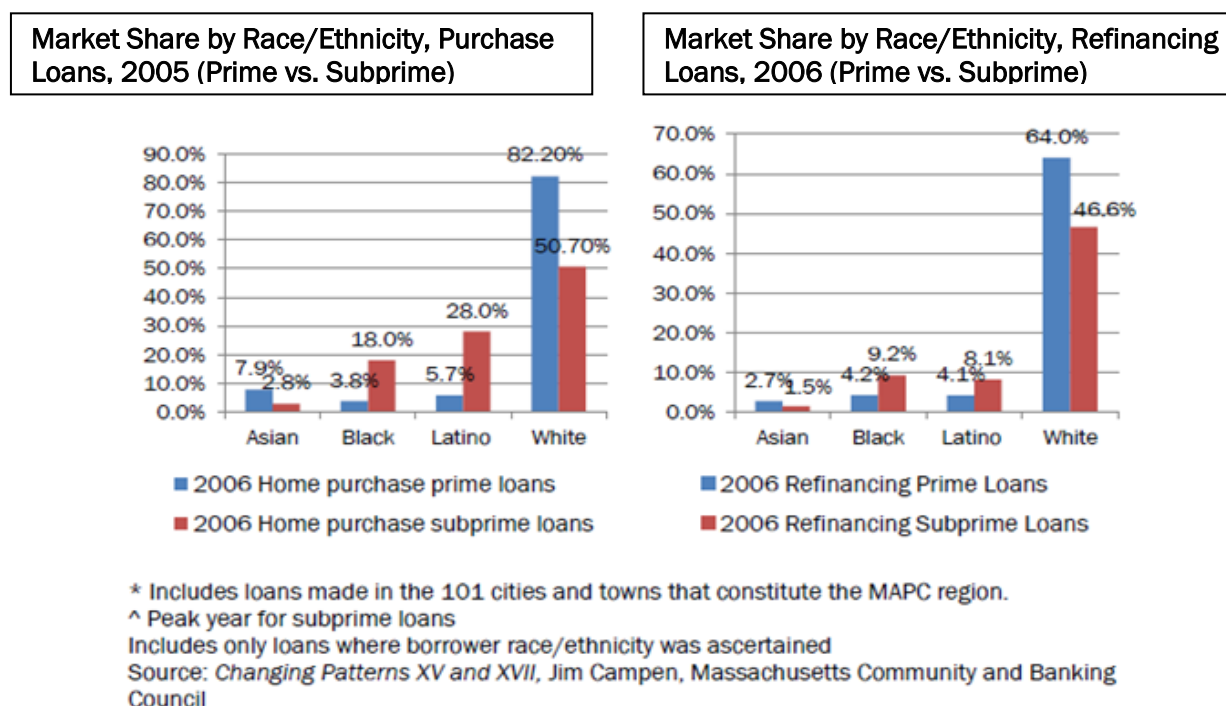 Market Share by Race/Ethnicity, Purchase
Loans, 2005 (Prime vs. Subprime)
Market Share by Race/Ethnicity, Refinancing
Loans, 2006 (Prime vs. Subprime)
90.0%
80.0%
70.0%
60.0%
50.0%
40.0%
30.0%
20.0%
10.0%
0.0%
7.9%
2.8%
3.8%
18.0%
5.7%
28.0%
82.20%
50.70%
Asian Black Latino White
2006 Home purchase prime loans
2006 Home purchase subprime loans
70.0%
60.0%
50.0%
40.0%
30.0%
20.0%
10.0%
0.0%
2.7%
1.5%
4.2%
9.2%
4.1%
8.1%
64.0%
46.6%
Asian Black Latino White
2006 Refinancing Prime Loans
2006 Refinancing Subprime Loans
* Includes loans made in the 101 cities and towns that constitute the MAPC region.
^ Peak year for subprime loans
Includes only loans where borrower race/ethnicity was ascertained
Source: Changing Patterns XV and XVII, Jim Campen, Massachusetts Community and Banking
Council